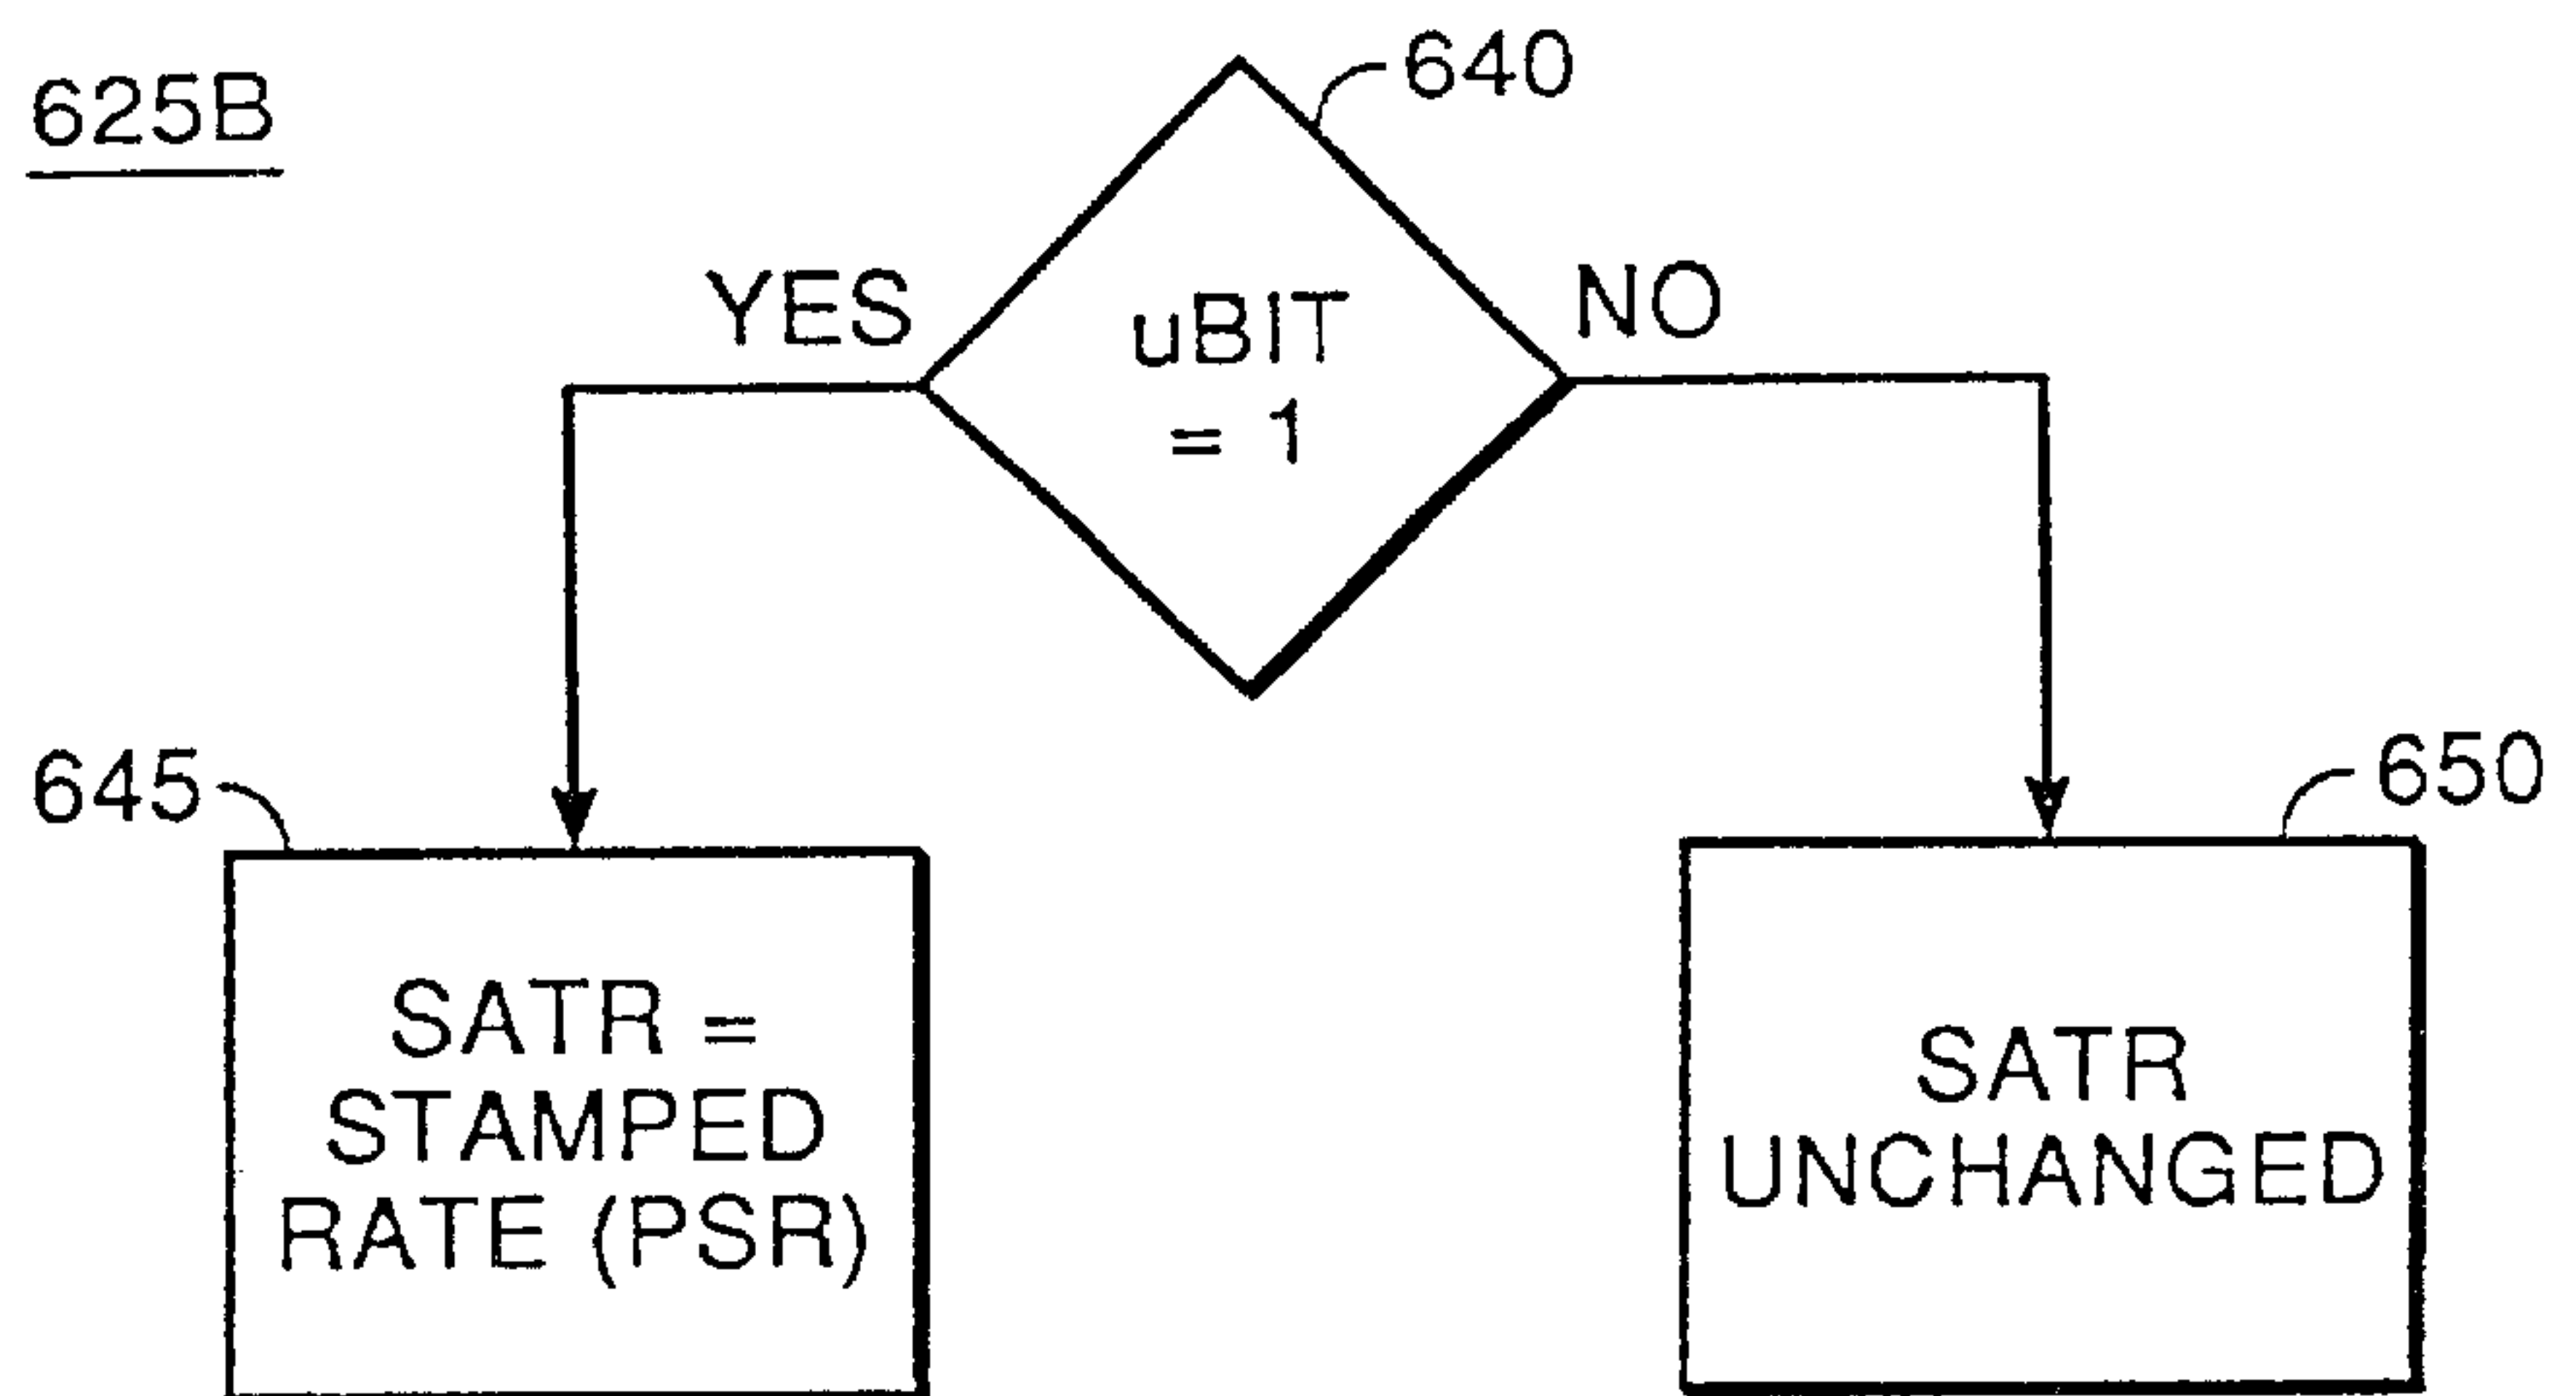 625B
640
YES
uBIT
= 1
NO
645
650
SATR =
STAMPED
RATE (PSR)
SATR
UNCHANGED